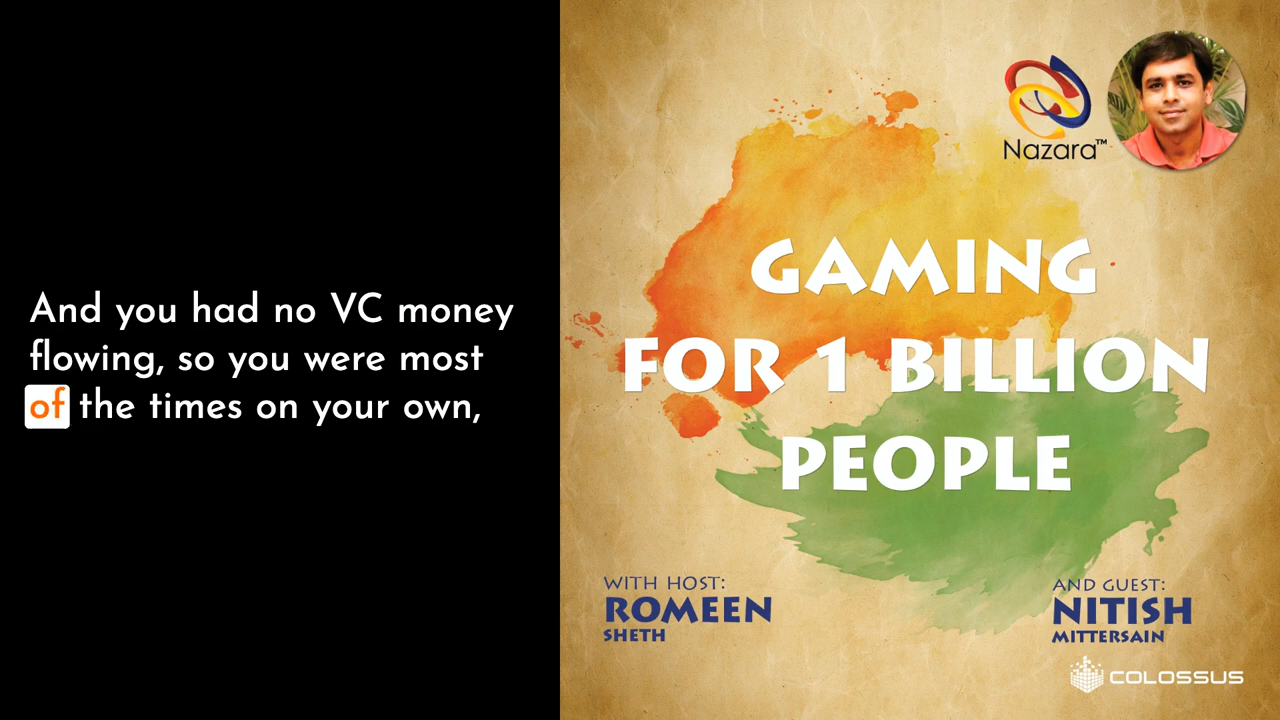 And you had no VC money
flowing, so you were most
of the times on your own,
Nazara™
GAMING
FOR 1 BILLION
PEOPLE
WITH HOST:
ROMEEN
SHETH
AND GUEST:
NITISH
MITTERSAIN
COLOSSUS